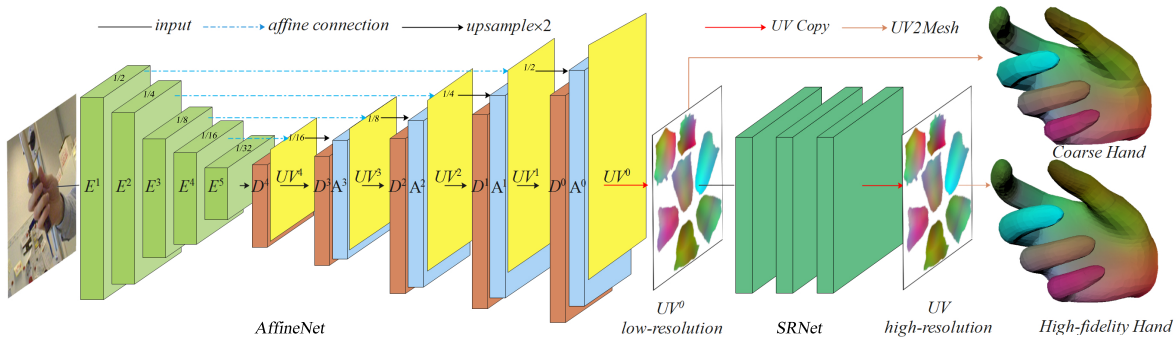 input
affine connection
upsample×2
UV Copy
UV2Mesh
1/2
1/4
1/8
1/16
1/32
1/16
1/8
1/4
1/2
E¹
E²
E³
E⁴
E⁵
D⁴
UV⁴
D³
A³
UV³
D²
A²
UV²
D¹
A¹
UV¹
D⁰
A⁰
UV⁰
Coarse Hand
AffineNet
UV⁰
low-resolution
SRNet
UV
high-resolution
High-fidelity Hand